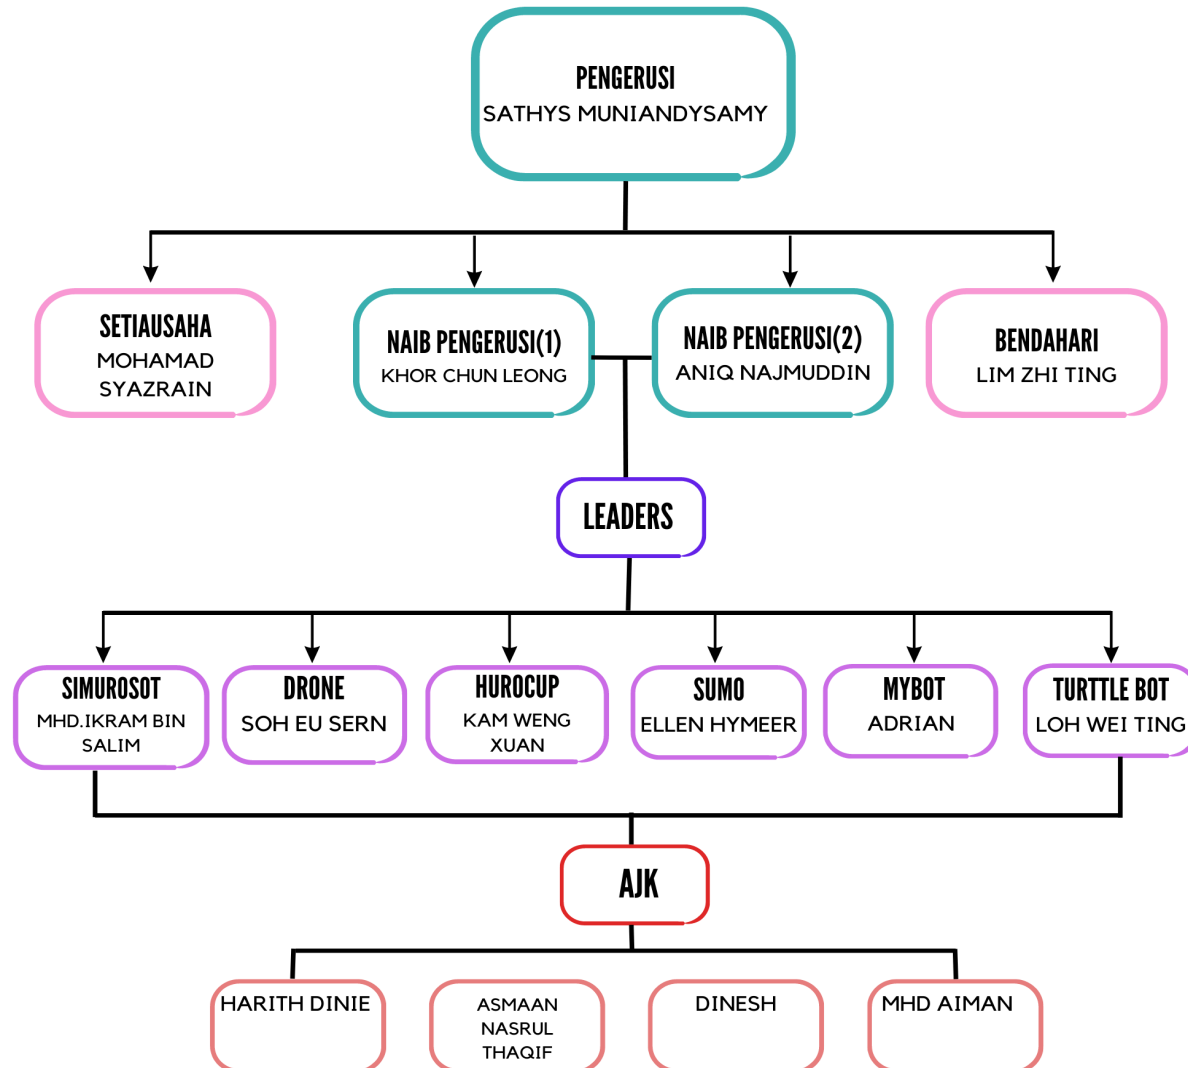 PENGERUSI
SATHYS MUNIANDYSAMY
SETIAUSAHA
MOHAMAD
SYAZRAIN
NAIB PENGERUSI(1)
KHOR CHUN LEONG
NAIB PENGERUSI(2)
ANIQ NAJMUDDIN
BENDAHARI
LIM ZHI TING
LEADERS
SIMUROSOT
MHD.IKRAM BIN
SALIM
DRONE
SOH EU SERN
HUROCUP
KAM WENG
XUAN
SUMO
ELLEN HYMEER
MYBOT
ADRIAN
TURTTLE BOT
LOH WEI TING
AJK
HARITH DINIE
ASMAAN
NASRUL
THAQIF
DINESH
MHD AIMAN